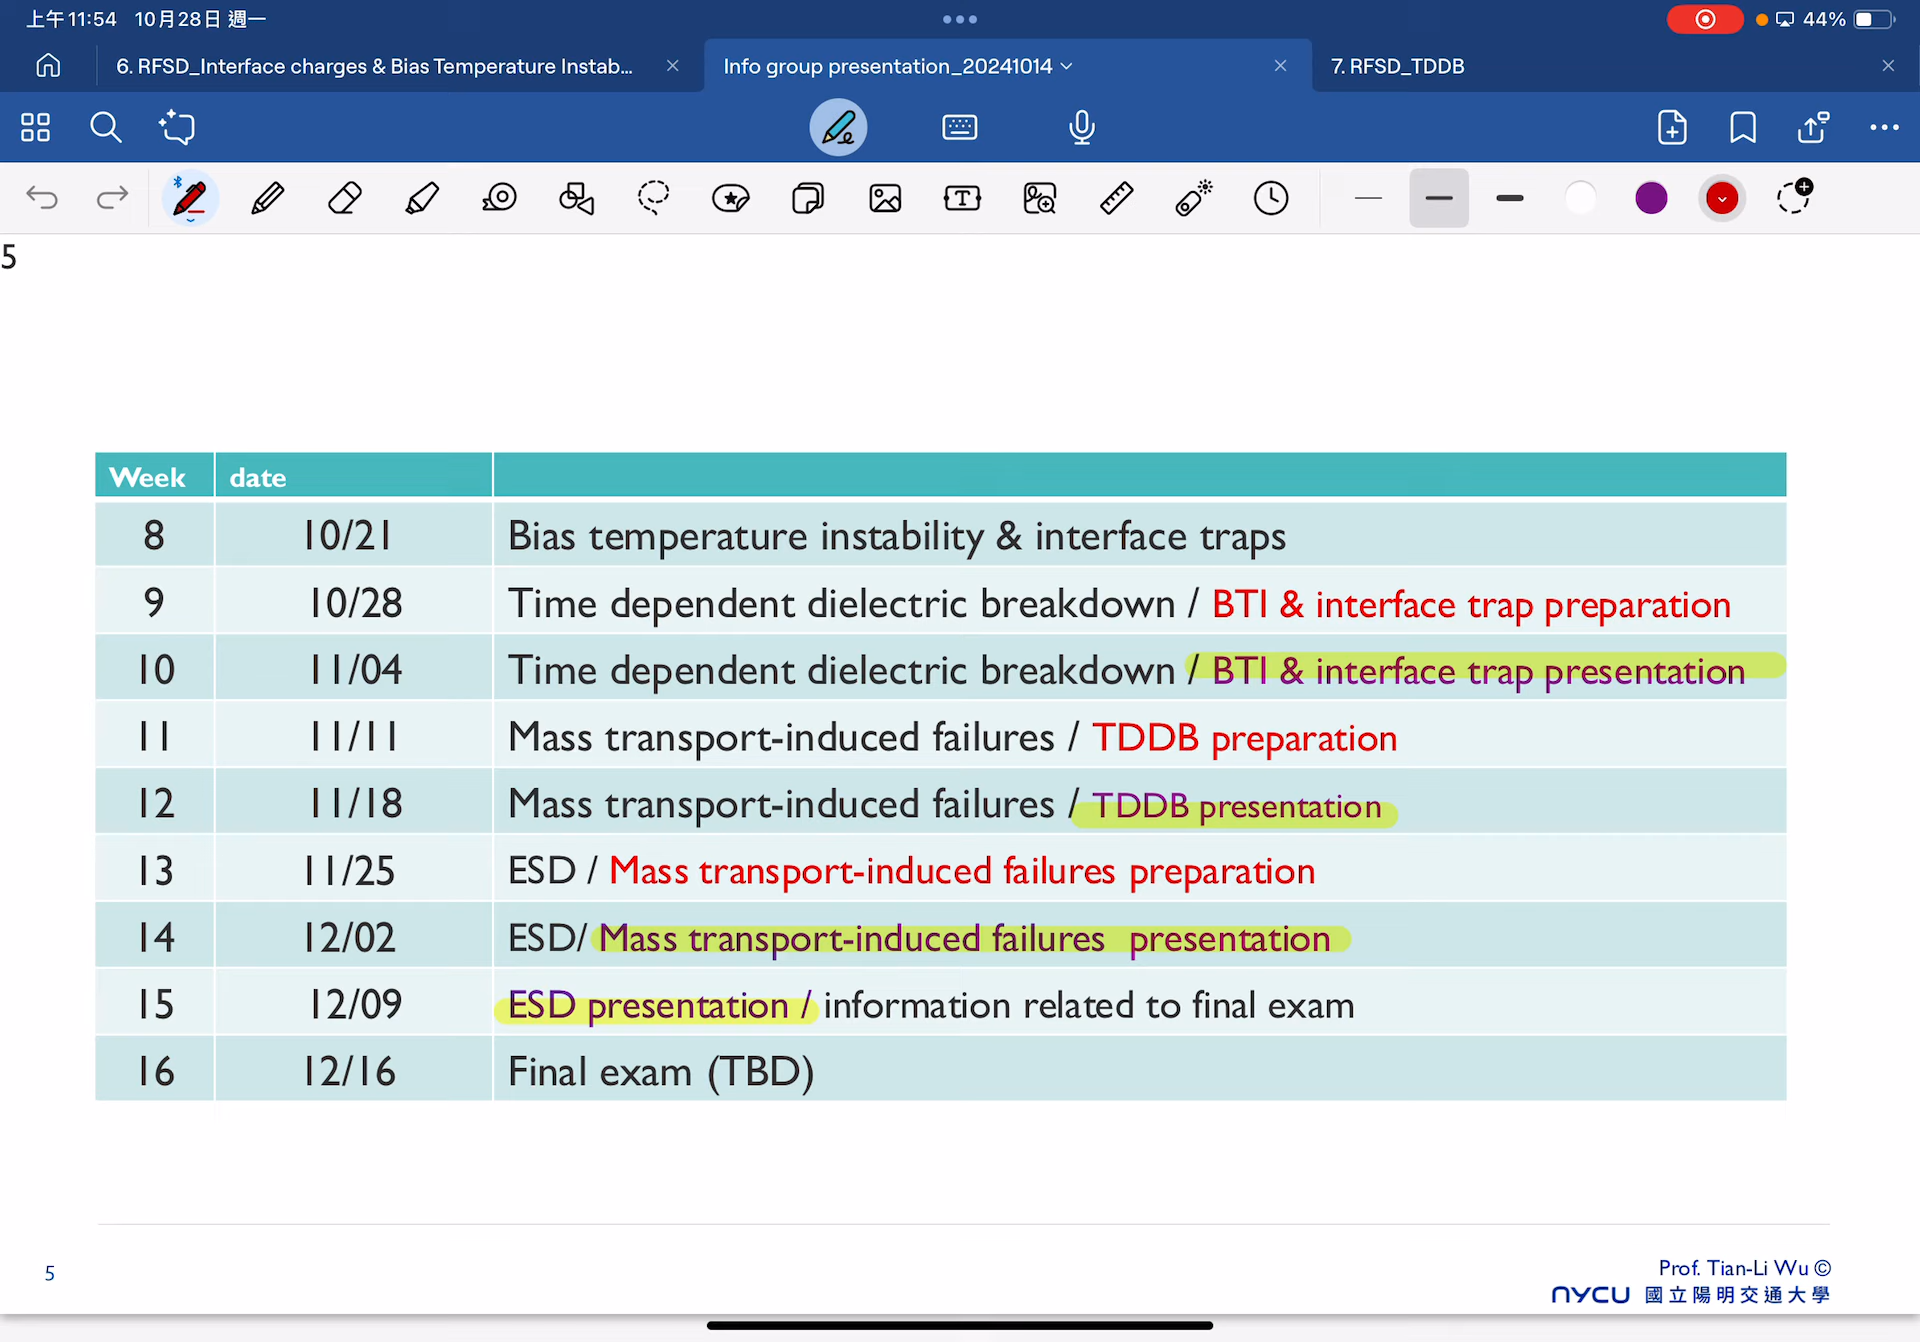 上午11:54 10月28日 週一
44%
6. RFSD_Interface charges & Bias Temperature Instab...
Info group presentation_20241014
7. RFSD_TDDB
5
Week date
8 10/21 Bias temperature instability & interface traps
9 10/28 Time dependent dielectric breakdown / BTI & interface trap preparation
10 11/04 Time dependent dielectric breakdown / BTI & interface trap presentation
11 11/11 Mass transport-induced failures / TDDB preparation
12 11/18 Mass transport-induced failures / TDDB presentation
13 11/25 ESD / Mass transport-induced failures preparation
14 12/02 ESD/ Mass transport-induced failures presentation
15 12/09 ESD presentation / information related to final exam
16 12/16 Final exam (TBD)
5
Prof. Tian-Li Wu ©
NYCU 國立陽明交通大學